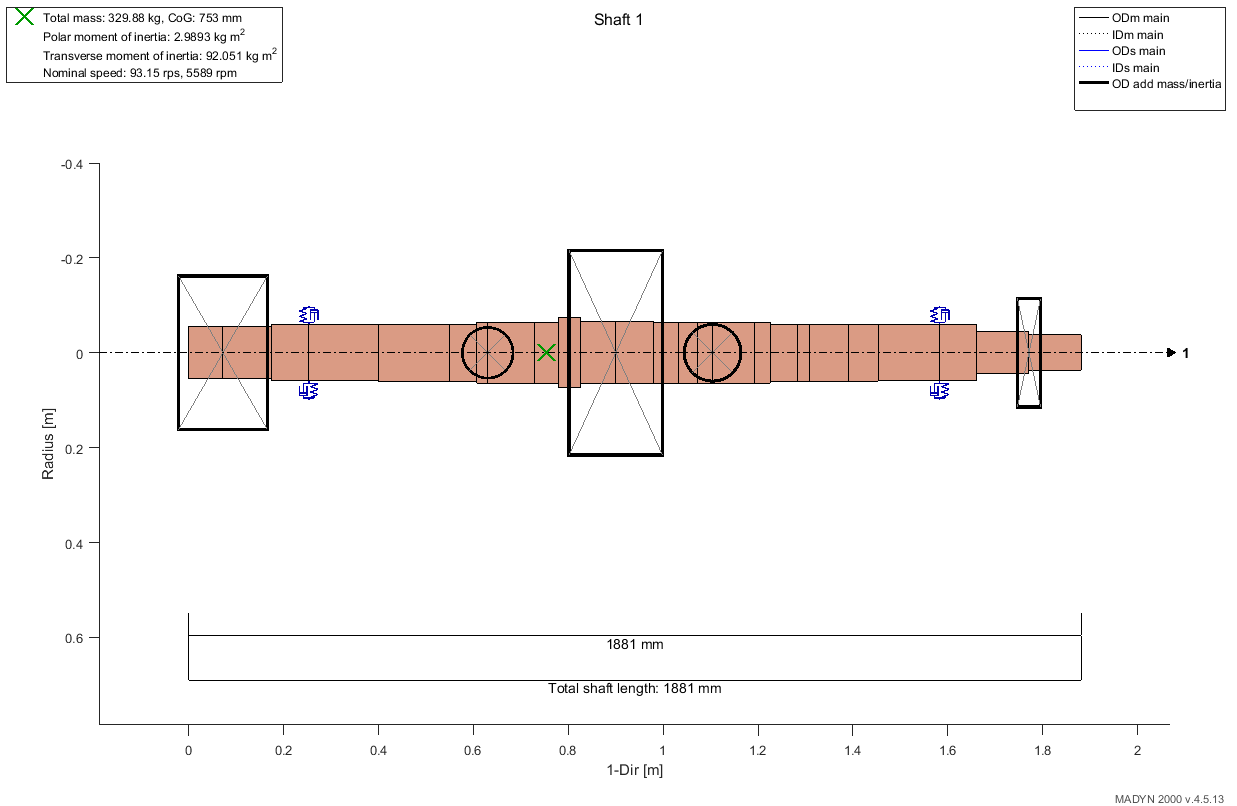 Total mass: 329.88 kg, CoG: 753 mm
Polar moment of inertia: 2.9893 kg m²
Transverse moment of inertia: 92.051 kg m²
Nominal speed: 93.15 rps, 5589 rpm
Shaft 1
ODm main
IDm main
ODs main
IDs main
OD add mass/inertia
-0.4
-0.2
0
0.2
0.4
0.6
Radius [m]
1
1881 mm
Total shaft length: 1881 mm
0 0.2 0.4 0.6 0.8 1 1.2 1.4 1.6 1.8 2
1-Dir [m]
MADYN 2000 v.4.5.13